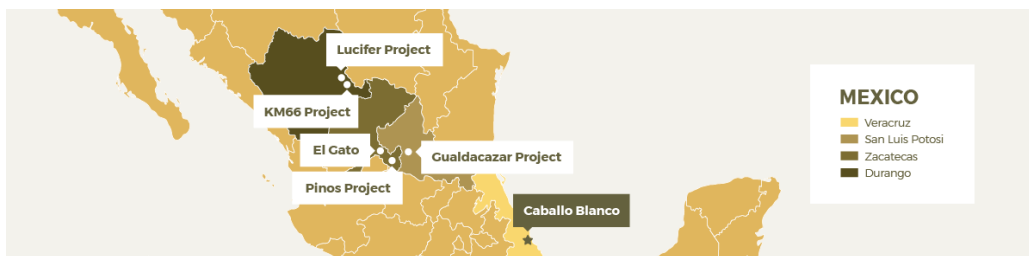 Lucifer Project
KM66 Project
El Gato
Gualdacazar Project
Pinos Project
Caballo Blanco
MEXICO
Veracruz
San Luis Potosi
Zacatecas
Durango